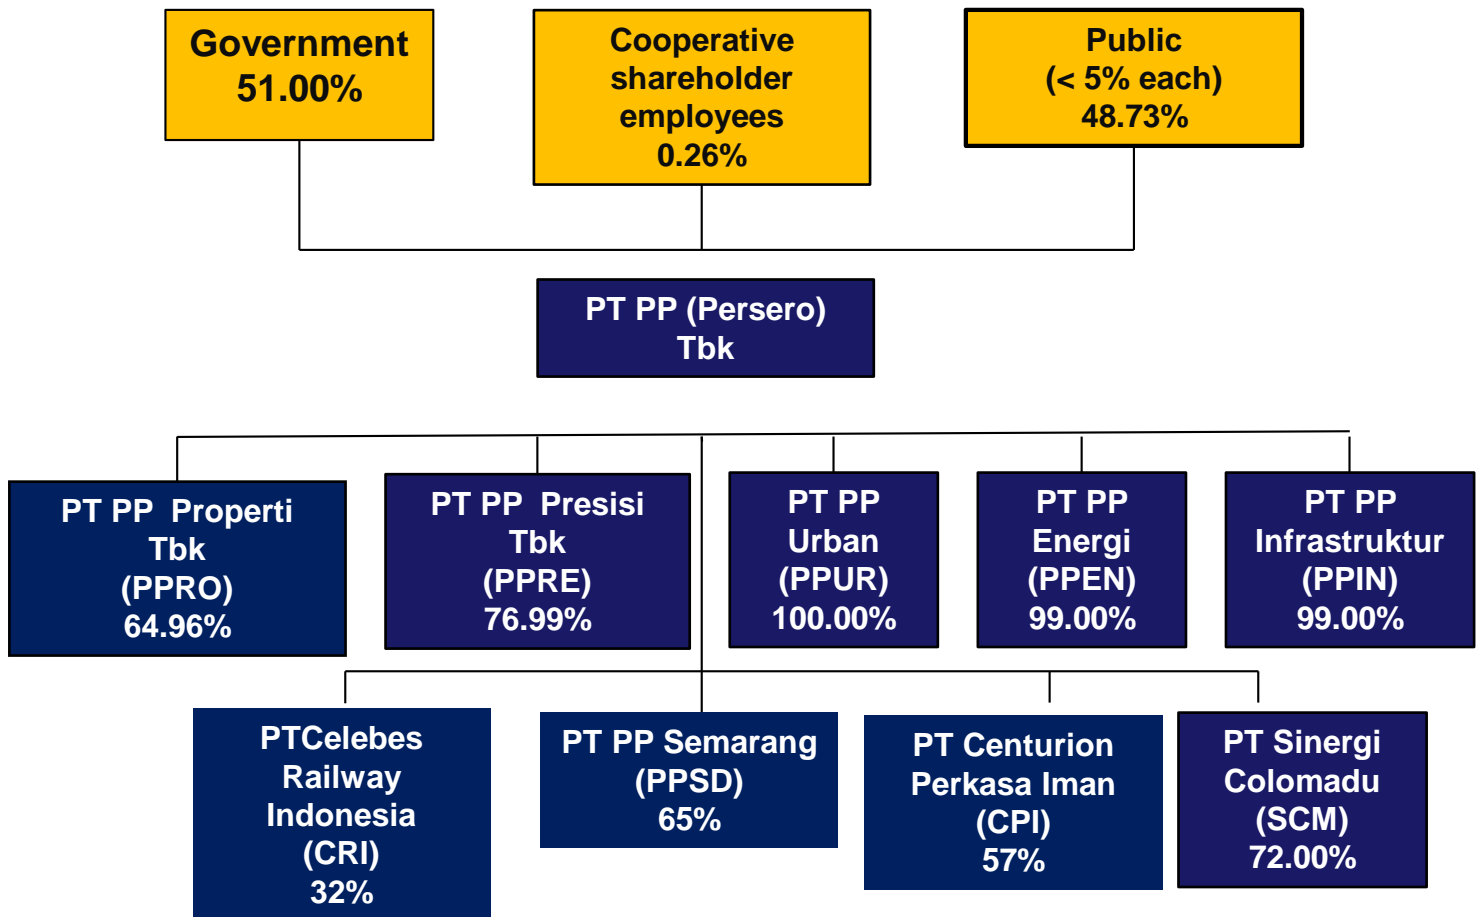 Government
51.00%
Cooperative
shareholder
employees
0.26%
Public
(< 5% each)
48.73%
PT PP (Persero)
Tbk
PT PP Properti
Tbk
(PPRO)
64.96%
PT PP Presisi
Tbk
(PPRE)
76.99%
PT PP
Urban
(PPUR)
100.00%
PT PP
Energi
(PPEN)
99.00%
PT PP
Infrastruktur
(PPIN)
99.00%
PTCelebes
Railway
Indonesia
(CRI)
32%
PT PP Semarang
(PPSD)
65%
PT Centurion
Perkasa Iman
(CPI)
57%
PT Sinergi
Colomadu
(SCM)
72.00%